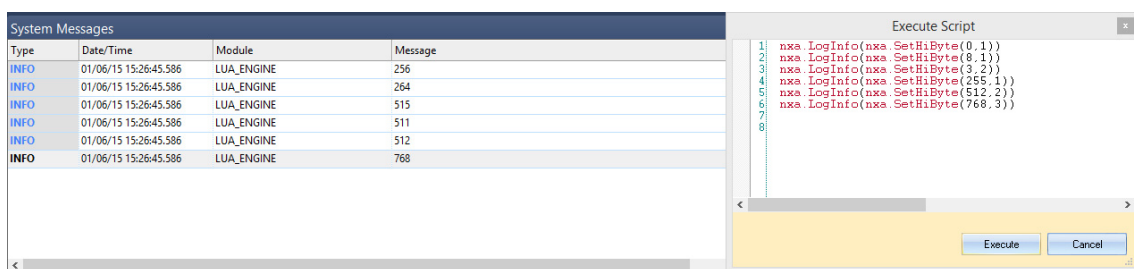 System Messages
Type Date/Time Module Message
INFO 01/06/15 15:26:45.586 LUA_ENGINE 256
INFO 01/06/15 15:26:45.586 LUA_ENGINE 264
INFO 01/06/15 15:26:45.586 LUA_ENGINE 515
INFO 01/06/15 15:26:45.586 LUA_ENGINE 511
INFO 01/06/15 15:26:45.586 LUA_ENGINE 512
INFO 01/06/15 15:26:45.586 LUA_ENGINE 768
Execute Script
1 nxa.LogInfo(nxa.SetHiByte(0,1))
2 nxa.LogInfo(nxa.SetHiByte(8,1))
3 nxa.LogInfo(nxa.SetHiByte(3,2))
4 nxa.LogInfo(nxa.SetHiByte(255,1))
5 nxa.LogInfo(nxa.SetHiByte(512,2))
6 nxa.LogInfo(nxa.SetHiByte(768,3))
7
8
Execute Cancel